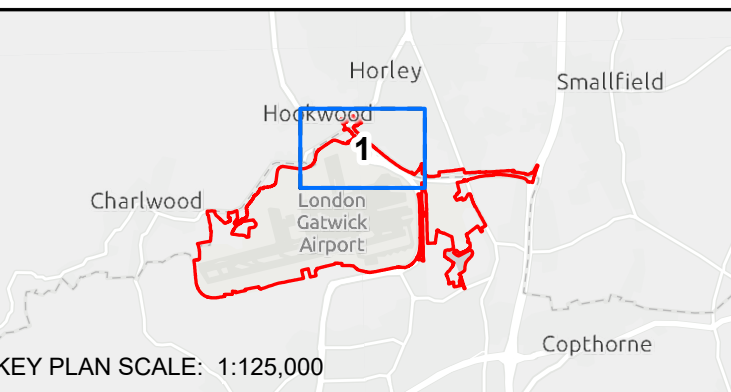 Horley
Smallfield
Hookwood
1
Charlwood
London
Gatwick
Airport
Copthorne
KEY PLAN SCALE: 1:125,000